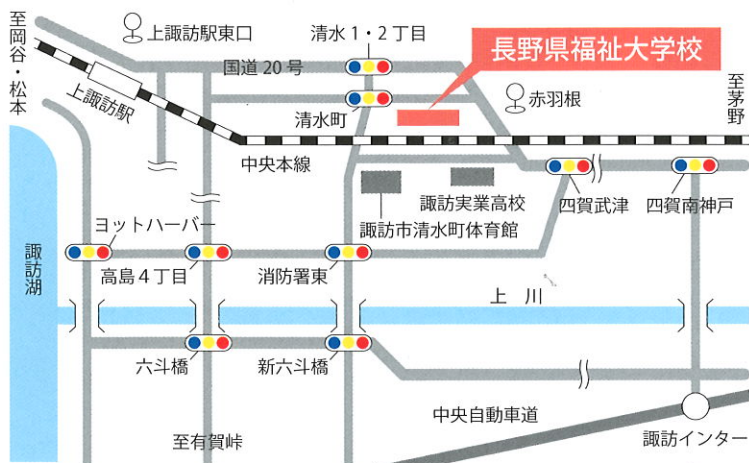 至岡谷・松本
上諏訪駅東口
清水1・2丁目
長野県福祉大学校
国道20号
上諏訪駅
清水町
赤羽根
至茅野
中央本線
諏訪実業高校
諏訪市清水町体育館
四賀武津
四賀南神戸
ヨットハーバー
高島4丁目
消防署東
諏訪湖
上 川
六斗橋
新六斗橋
中央自動車道
至有賀峠
諏訪インター